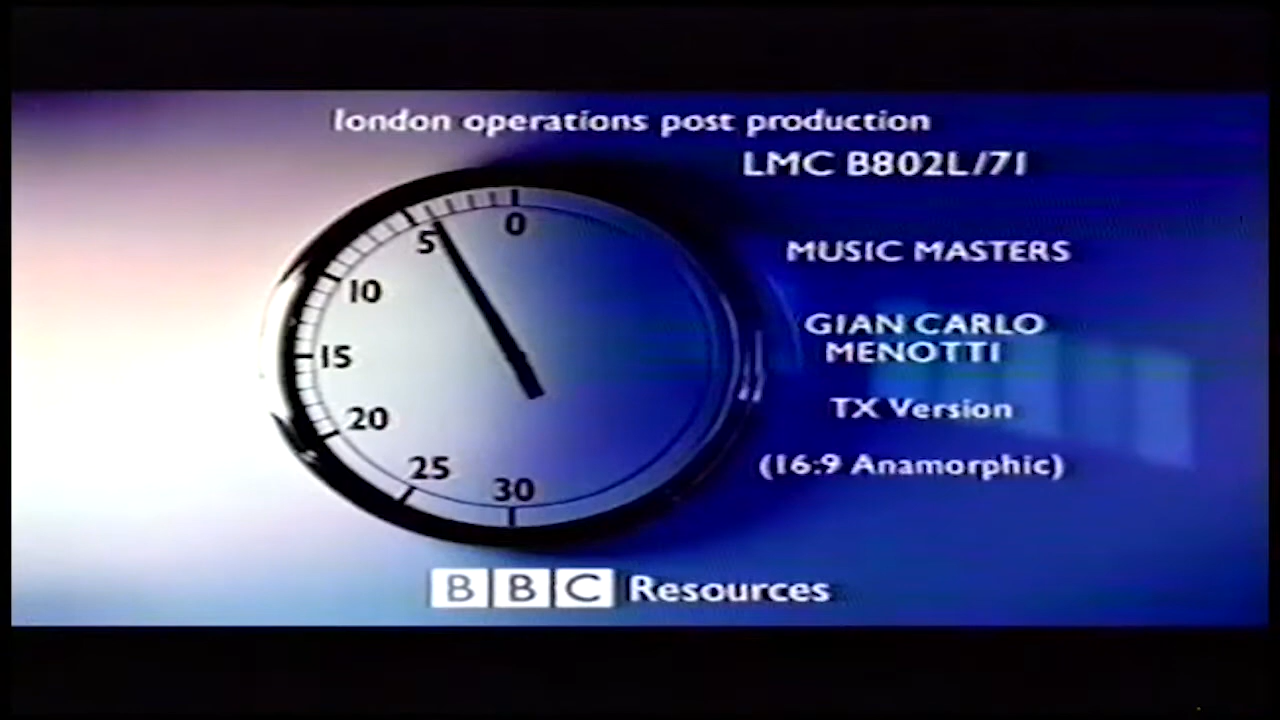 london operations post production
LMC B802L/71
0
5
10
15
20
25
30
MUSIC MASTERS
GIAN CARLO
MENOTTI
TX Version
(16:9 Anamorphic)
BBC Resources